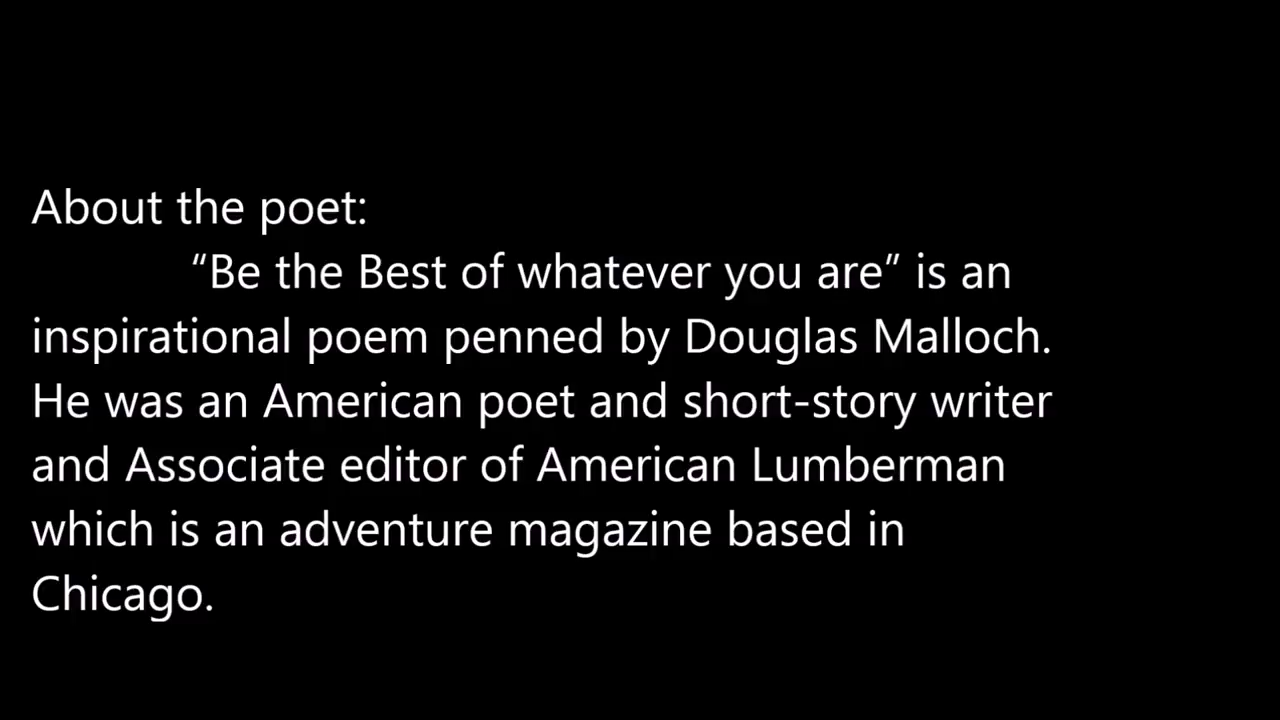 About the poet:
“Be the Best of whatever you are” is an
inspirational poem penned by Douglas Malloch.
He was an American poet and short-story writer
and Associate editor of American Lumberman
which is an adventure magazine based in
Chicago.